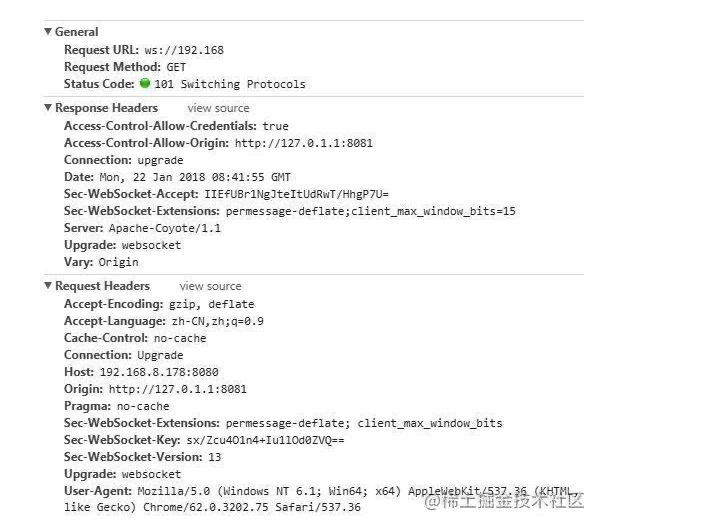 General
Request URL: ws://192.168
Request Method: GET
Status Code: 101 Switching Protocols
Response Headers view source
Access-Control-Allow-Credentials: true
Access-Control-Allow-Origin: http://127.0.1.1:8081
Connection: upgrade
Date: Mon, 22 Jan 2018 08:41:55 GMT
Sec-WebSocket-Accept: IIEfUBr1NgJteItUdRwT/HhgP7U=
Sec-WebSocket-Extensions: permessage-deflate;client_max_window_bits=15
Server: Apache-Coyote/1.1
Upgrade: websocket
Vary: Origin
Request Headers view source
Accept-Encoding: gzip, deflate
Accept-Language: zh-CN,zh;q=0.9
Cache-Control: no-cache
Connection: Upgrade
Host: 192.168.8.178:8080
Origin: http://127.0.1.1:8081
Pragma: no-cache
Sec-WebSocket-Extensions: permessage-deflate; client_max_window_bits
Sec-WebSocket-Key: sx/Zcu4O1n4+Iu1lOd0ZVQ==
Sec-WebSocket-Version: 13
Upgrade: websocket
User-Agent: Mozilla/5.0 (Windows NT 6.1; Win64; x64) AppleWebKit/537.36 (KHTML,
like Gecko) Chrome/62.0.3202.75 Safari/537.36
@稀土掘金技术社区